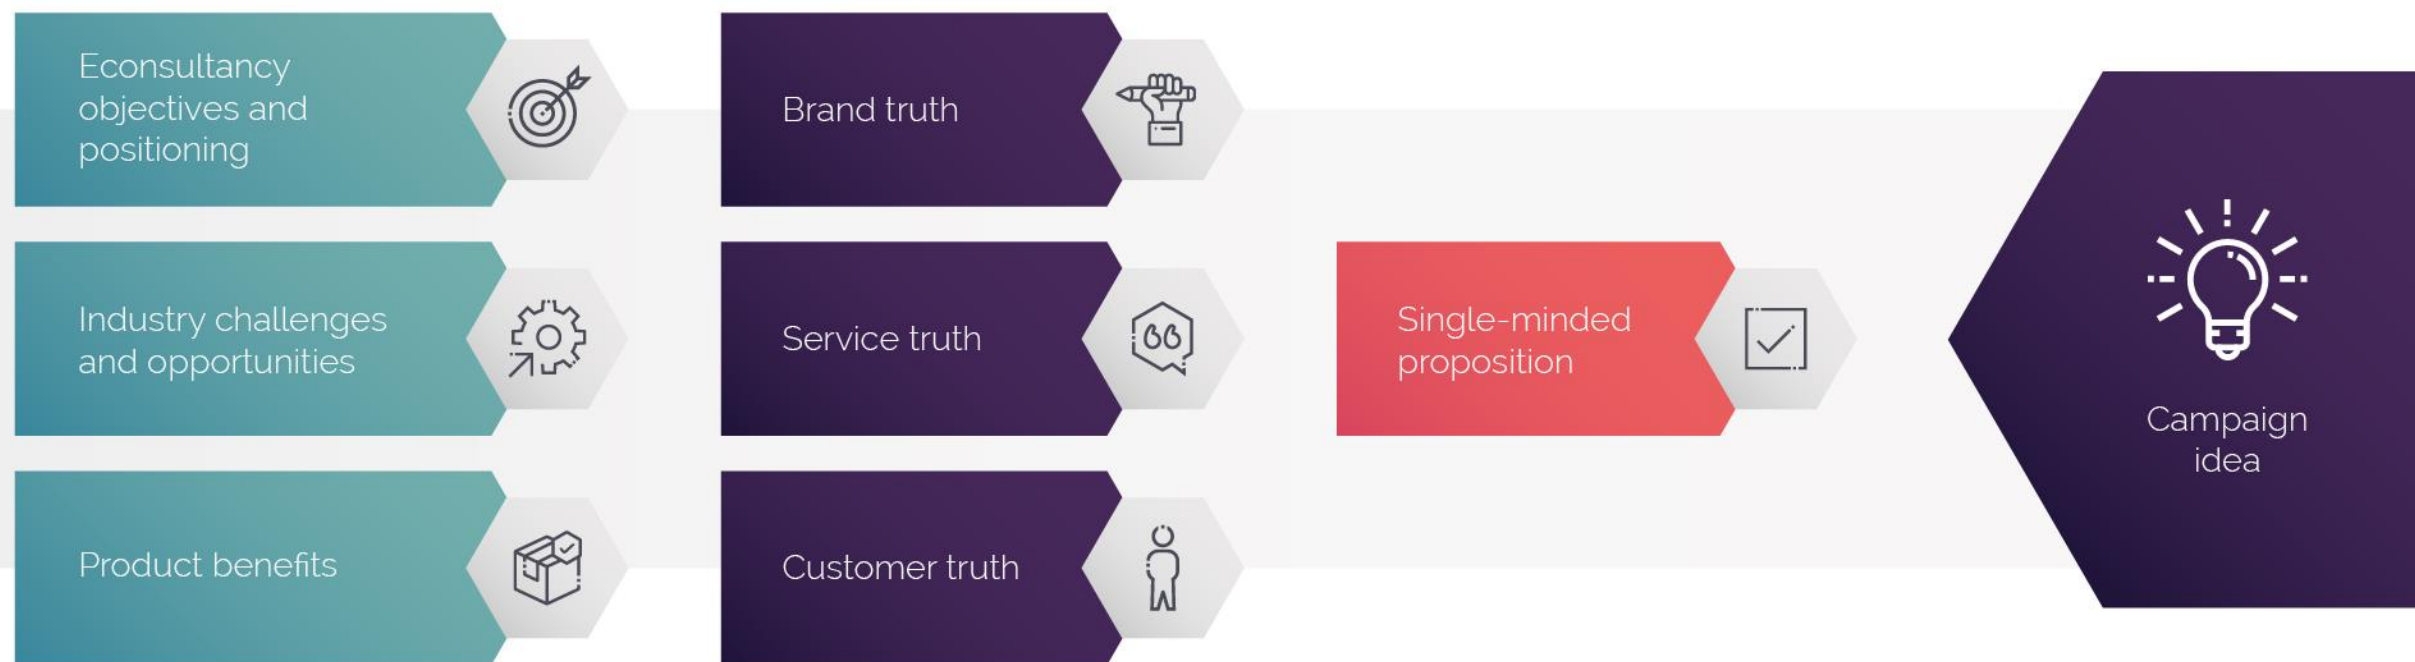 Econsultancy
objectives and
positioning
Brand truth
Industry challenges
and opportunities
Service truth
Single-minded
proposition
Campaign
idea
Product benefits
Customer truth